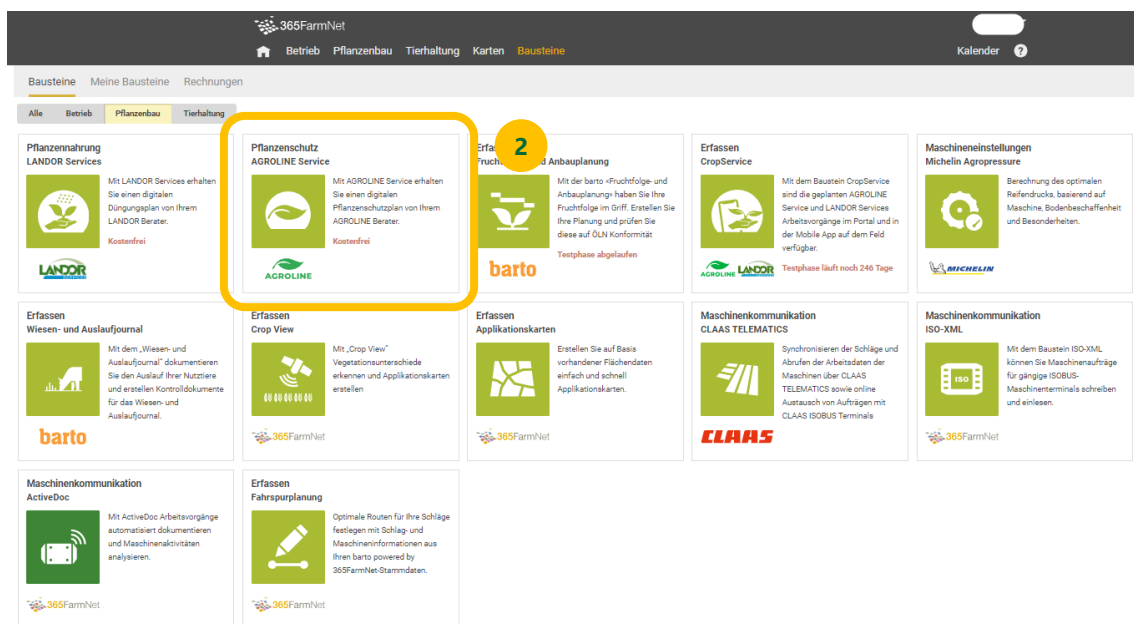 365FarmNet
Betrieb Pflanzenbau Tierhaltung Karten Bausteine
Kalender ?
Bausteine Meine Bausteine Rechnungen
Alle Betrieb Pflanzenbau Tierhaltung
2
Pflanzennahrung
LANDOR Services
Mit LANDOR Services erhalten
Sie einen digitalen
Düngungsplan von Ihrem
LANDOR Berater.
Kostenfrei
LANDOR
Pflanzenschutz
AGROLINE Service
Mit AGROLINE Service erhalten
Sie einen digitalen
Pflanzenschutzplan von Ihrem
AGROLINE Berater.
Kostenfrei
AGROLINE
Anbauplanung
Mit der barto «Fruchtfolge- und
Anbauplanung» haben Sie Ihre
Fruchtfolge im Griff. Erstellen Sie
Ihre Planung und prüfen Sie
diese auf ÖLN Konformität
Testphase abgelaufen
barto
Erfassen
CropService
Mit dem Baustein CropService
sind die geplanten AGROLINE
Service und LANDOR Services
Arbeitsvorgänge im Portal und in
der Mobile App auf dem Feld
verfügbar.
Testphase läuft noch 246 Tage
AGROLINE LANDOR
Maschineneinstellungen
Michelin Agropressure
Berechnung des optimalen
Reifendrucks, basierend auf
Maschine, Bodenbeschaffenheit
und Besonderheiten.
MICHELIN
Erfassen
Wiesen- und Auslaufjournal
Mit dem „Wiesen- und
Auslaufjournal" dokumentieren
Sie den Auslauf Ihrer Nutztiere
und erstellen Kontrolldokumente
für das Wiesen- und
Auslaufjournal.
barto
Erfassen
Crop View
Mit „Crop View"
Vegetationsunterschiede
erkennen und Applikationskarten
erstellen
365FarmNet
Erfassen
Applikationskarten
Erstellen Sie auf Basis
vorhandener Flächendaten
einfach und schnell
Applikationskarten.
365FarmNet
Maschinenkommunikation
CLAAS TELEMATICS
Synchronisieren der Schläge und
Abrufen der Arbeitsdaten der
Maschinen über CLAAS
TELEMATICS sowie online
Austausch von Aufträgen mit
CLAAS ISOBUS Terminals
CLAAS
Maschinenkommunikation
ISO-XML
ISO
Mit dem Baustein ISO-XML
können Sie Maschinenaufträge
für gängige ISOBUS-
Maschinenterminals schreiben
und einlesen.
365FarmNet
Maschinenkommunikation
ActiveDoc
Mit ActiveDoc Arbeitsvorgänge
automatisiert dokumentieren
und Maschinenaktivitäten
analysieren.
365FarmNet
Erfassen
Fahrspurplanung
Optimale Routen für Ihre Schläge
festlegen mit Schlag- und
Maschineninformationen aus
Ihren barto powered by
365FarmNet-Stammdaten.
365FarmNet